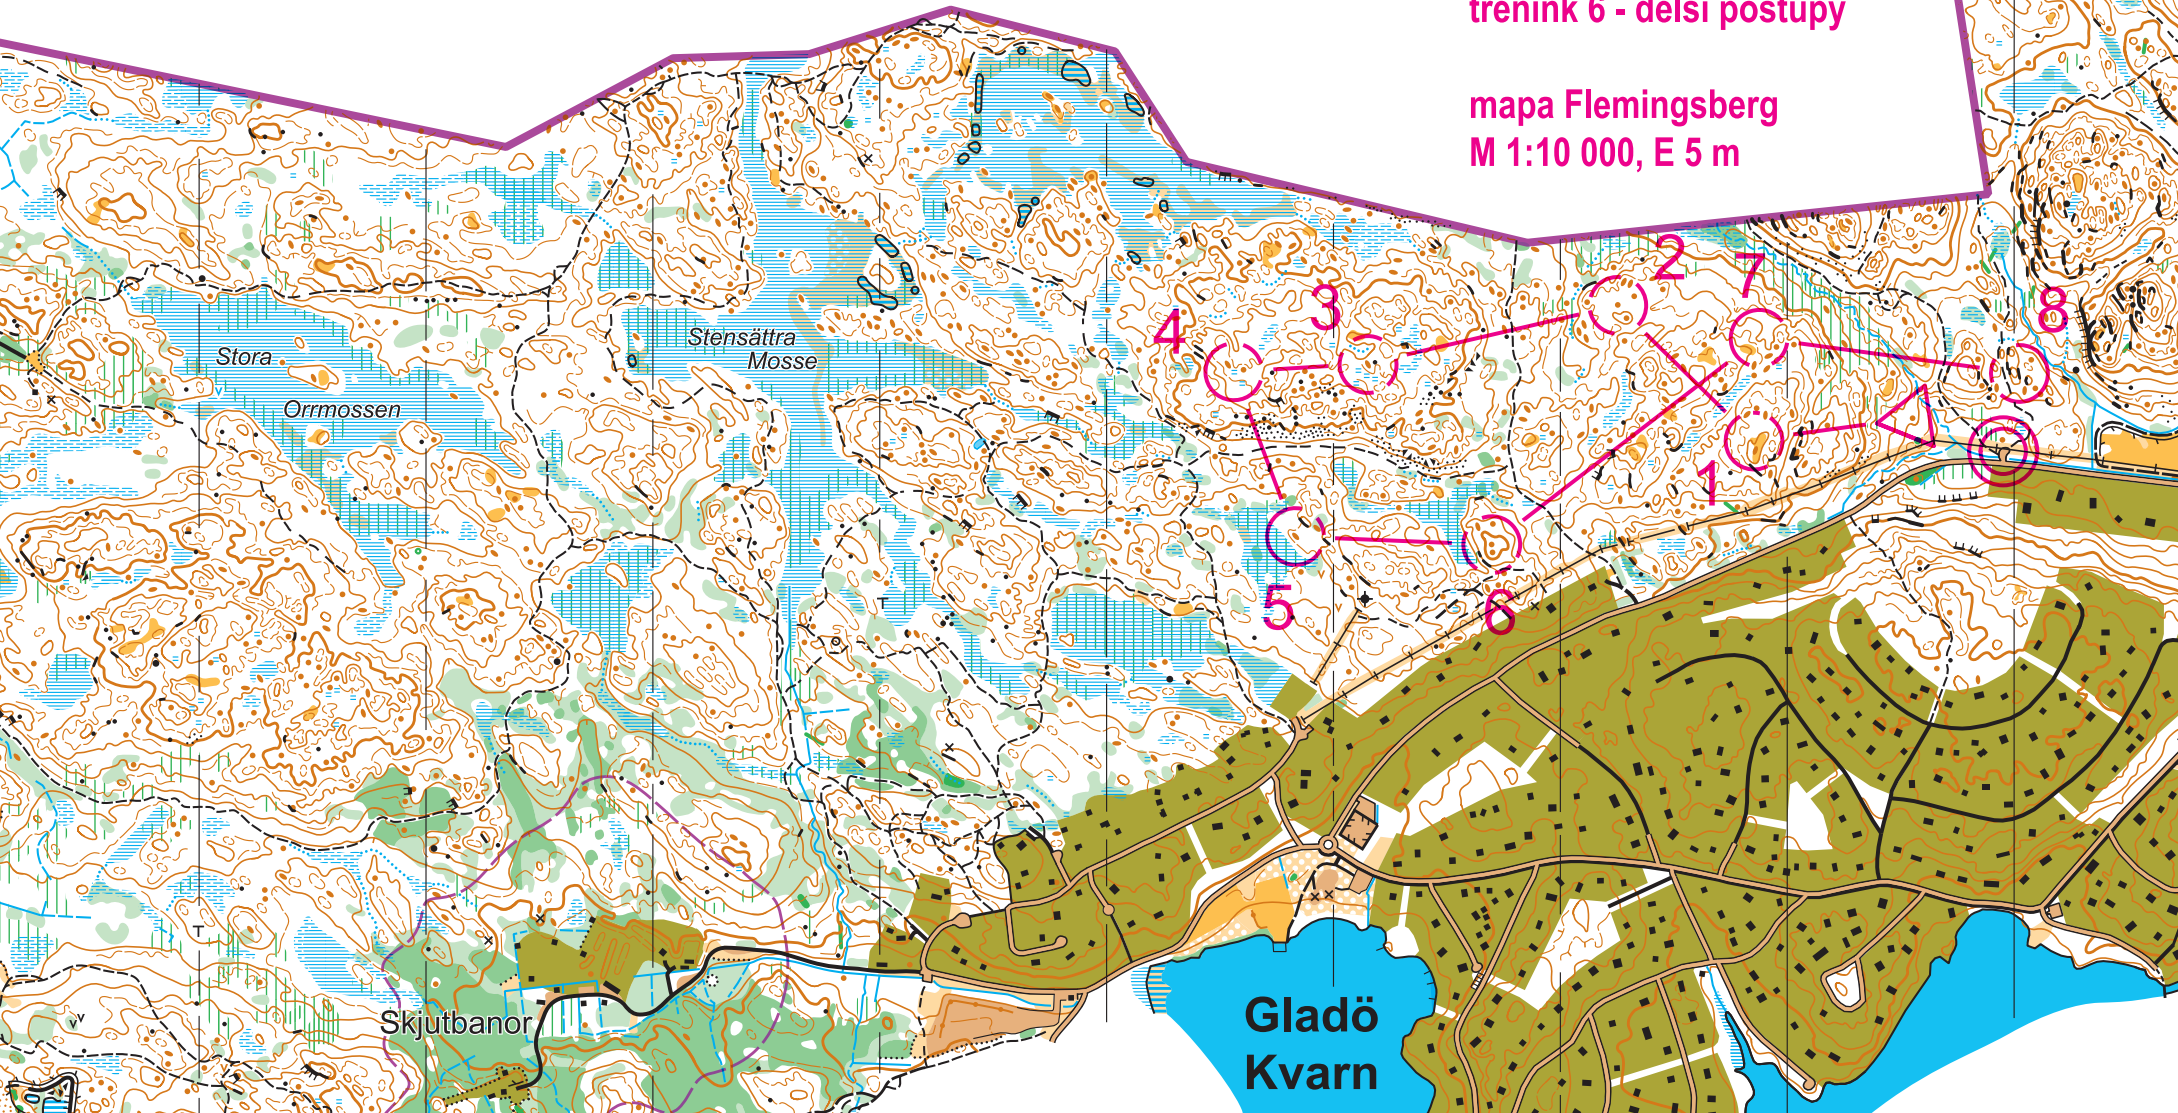 trénink 6 - delší postupy
mapa Flemingsberg
M 1:10 000, E 5 m
2
7
3
4
8
Stensättra
Mosse
Stora
Orrmossen
1
5
6
Skjutbanor
Gladö
Kvarn